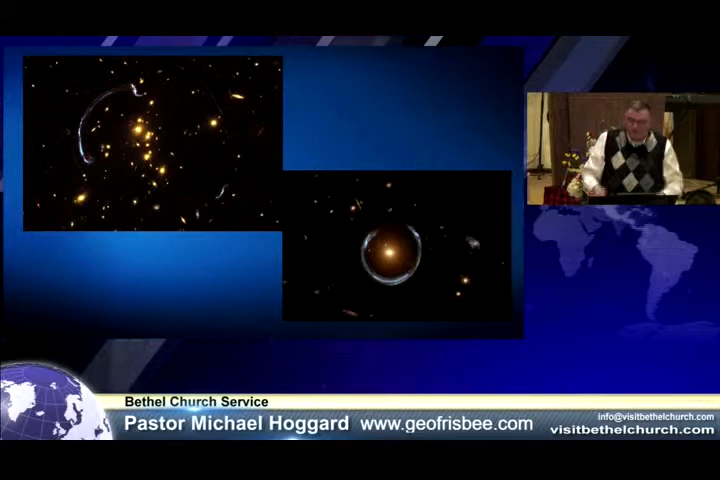 Bethel Church Service
Pastor Michael Hoggard www.geofrisbee.com
info@visitbethelchurch.com
visitbethelchurch.com